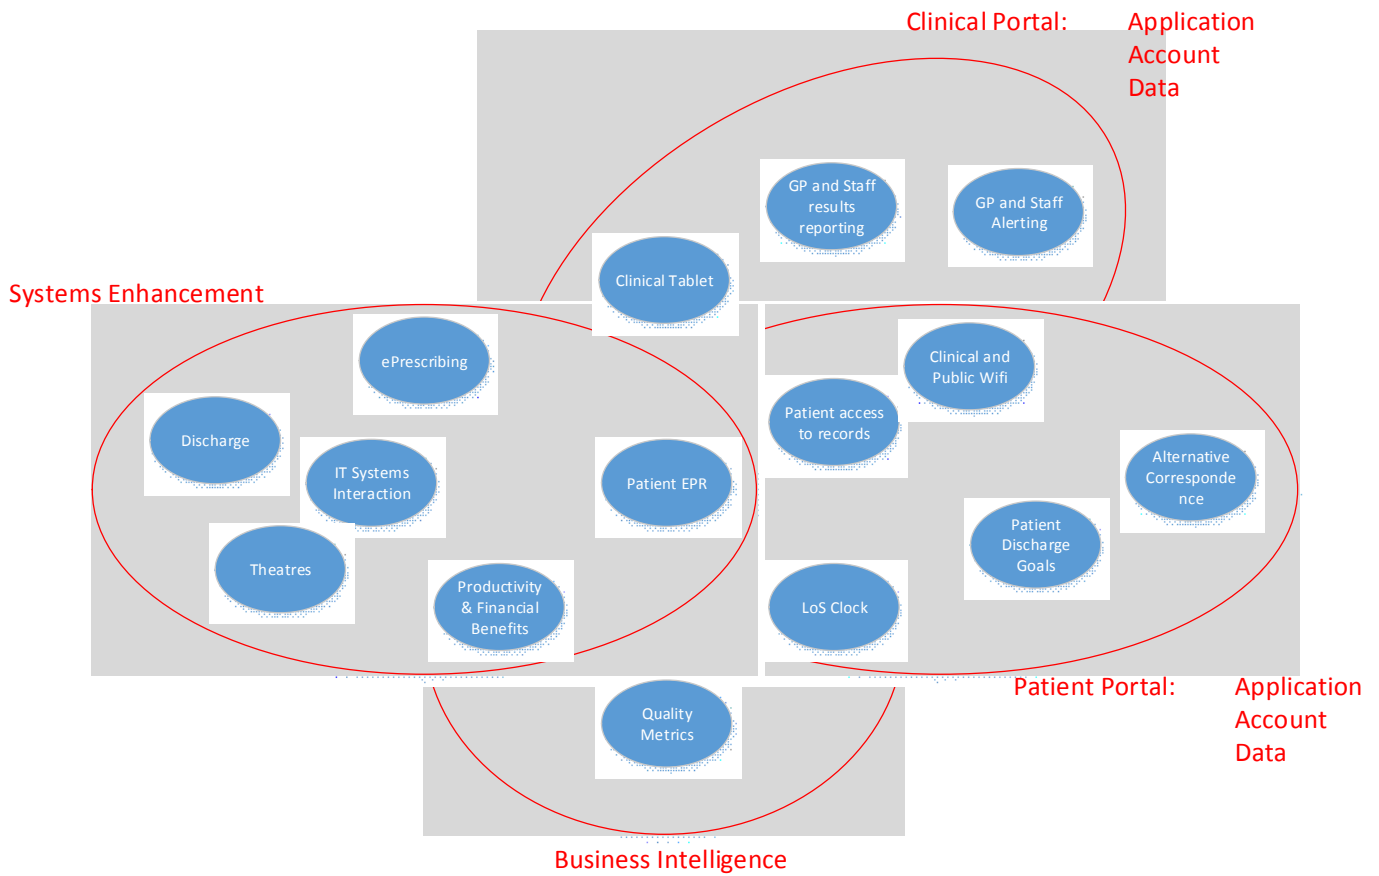 Clinical Portal: Application
Account
Data
GP and Staff
results
reporting
GP and Staff
Alerting
Clinical Tablet
Systems Enhancement
ePrescribing
Clinical and
Public Wifi
Patient access
to records
Discharge
IT Systems
Interaction
Patient EPR
Alternative
Corresponde
nce
Patient
Discharge
Goals
Theatres
Productivity
& Financial
Benefits
LoS Clock
Patient Portal: Application
Account
Data
Quality
Metrics
Business Intelligence